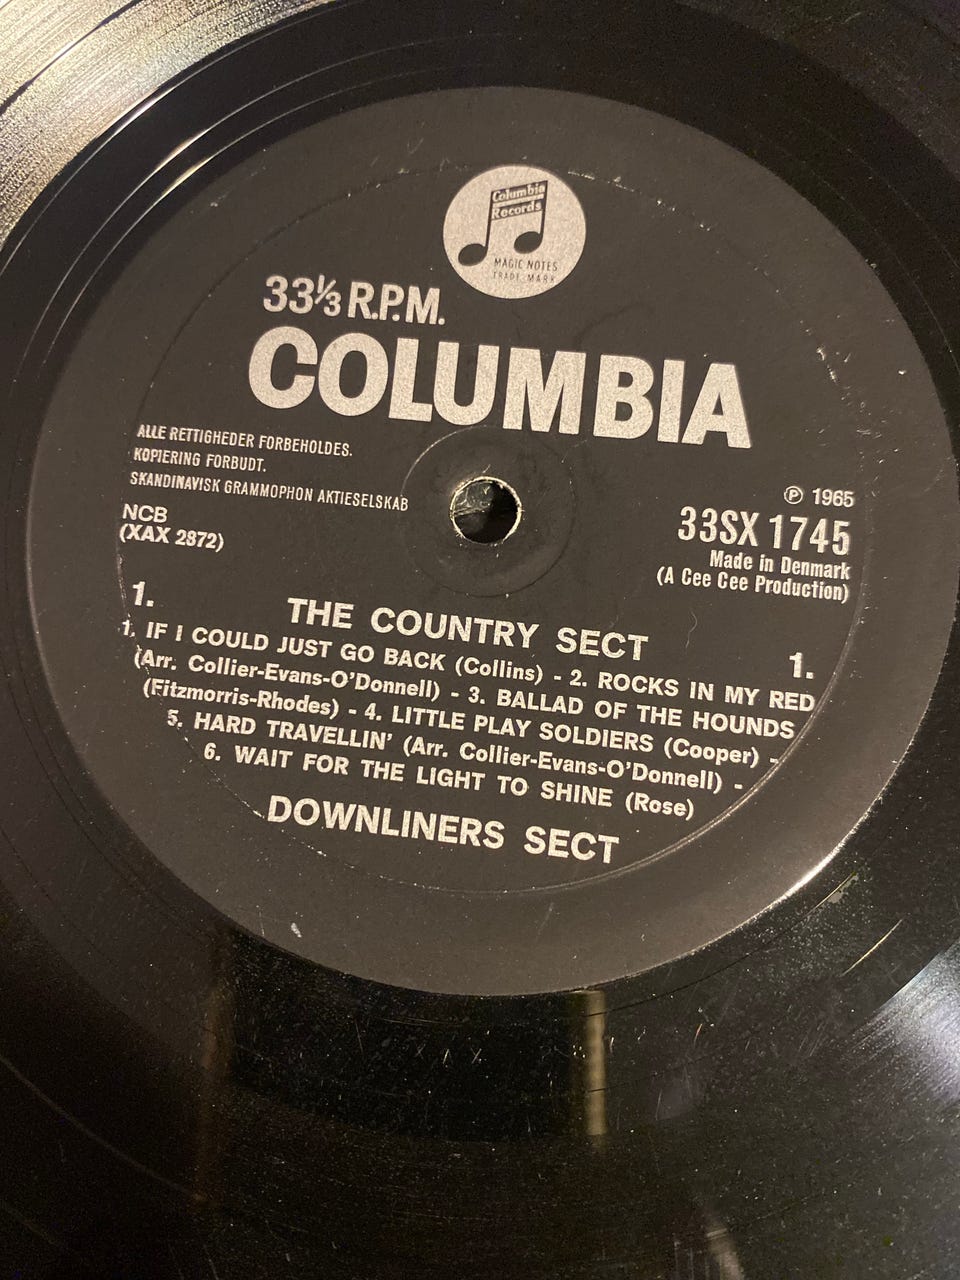 Columbia
Records
MAGIC NOTES
TRADE MARK
33⅓ R.P.M.
COLUMBIA
ALLE RETTIGHEDER FORBEHOLDES.
KOPIERING FORBUDT.
SKANDINAVISK GRAMMOPHON AKTIESELSKAB
NCB
(XAX 2872)
℗ 1965
33SX 1745
Made in Denmark
(A Cee Cee Production)
1.
1.
THE COUNTRY SECT
1. IF I COULD JUST GO BACK (Collins) - 2. ROCKS IN MY RED
(Arr. Collier-Evans-O'Donnell) - 3. BALLAD OF THE HOUNDS
(Fitzmorris-Rhodes) - 4. LITTLE PLAY SOLDIERS (Cooper) -
5. HARD TRAVELLIN' (Arr. Collier-Evans-O'Donnell) -
6. WAIT FOR THE LIGHT TO SHINE (Rose)
DOWNLINERS SECT